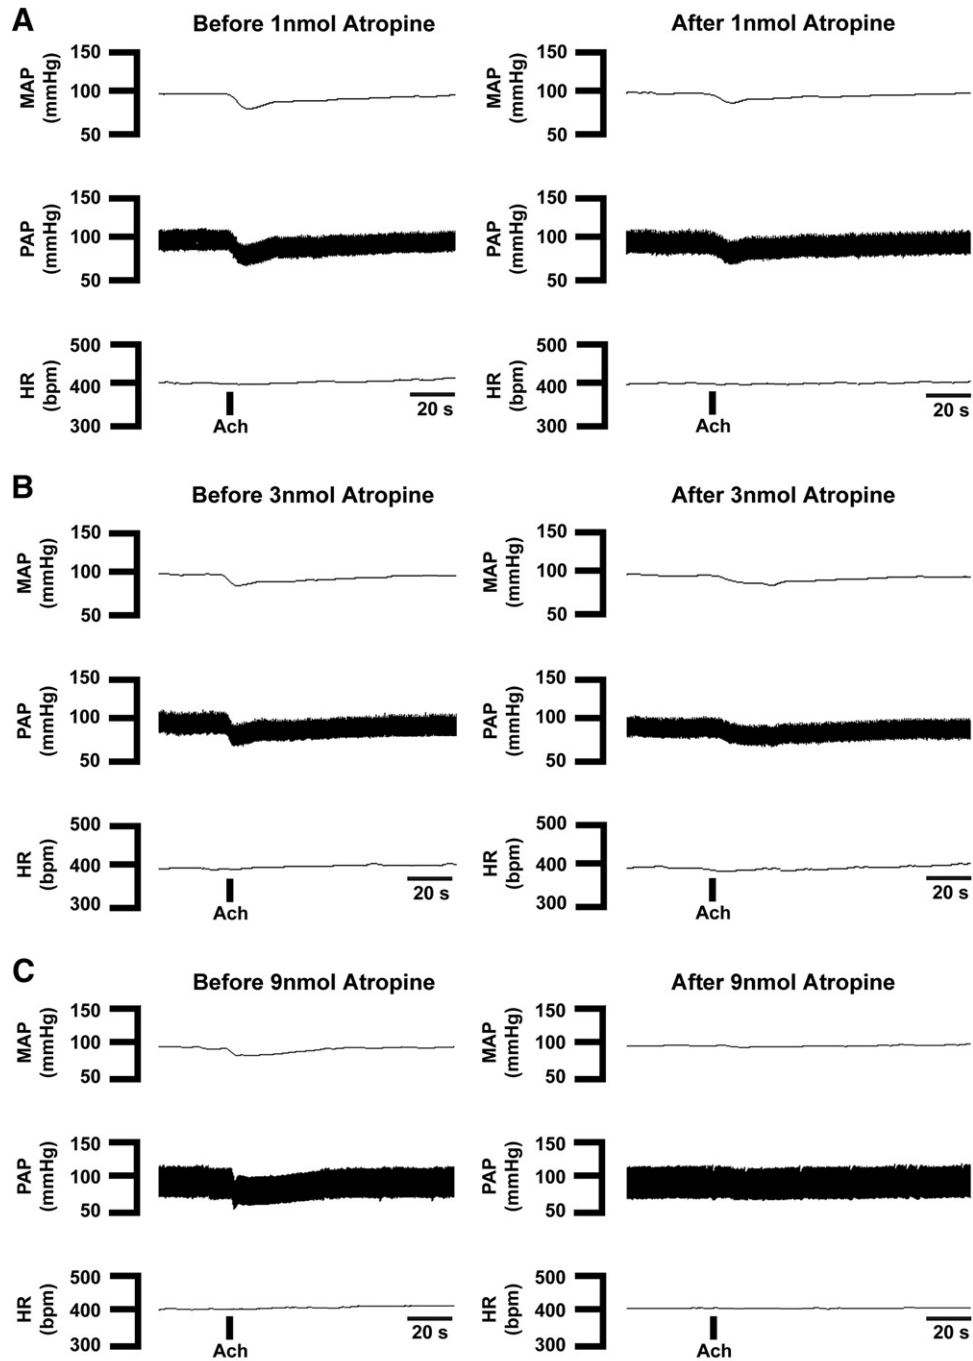 A
Before 1nmol Atropine
After 1nmol Atropine
MAP
(mmHg)
150
100
50
MAP
(mmHg)
150
100
50
PAP
(mmHg)
150
100
50
PAP
(mmHg)
150
100
50
HR
(bpm)
500
400
300
Ach
20 s
HR
(bpm)
500
400
300
Ach
20 s
B
Before 3nmol Atropine
After 3nmol Atropine
MAP
(mmHg)
150
100
50
MAP
(mmHg)
150
100
50
PAP
(mmHg)
150
100
50
PAP
(mmHg)
150
100
50
HR
(bpm)
500
400
300
Ach
20 s
HR
(bpm)
500
400
300
Ach
20 s
C
Before 9nmol Atropine
After 9nmol Atropine
MAP
(mmHg)
150
100
50
MAP
(mmHg)
150
100
50
PAP
(mmHg)
150
100
50
PAP
(mmHg)
150
100
50
HR
(bpm)
500
400
300
Ach
20 s
HR
(bpm)
500
400
300
Ach
20 s